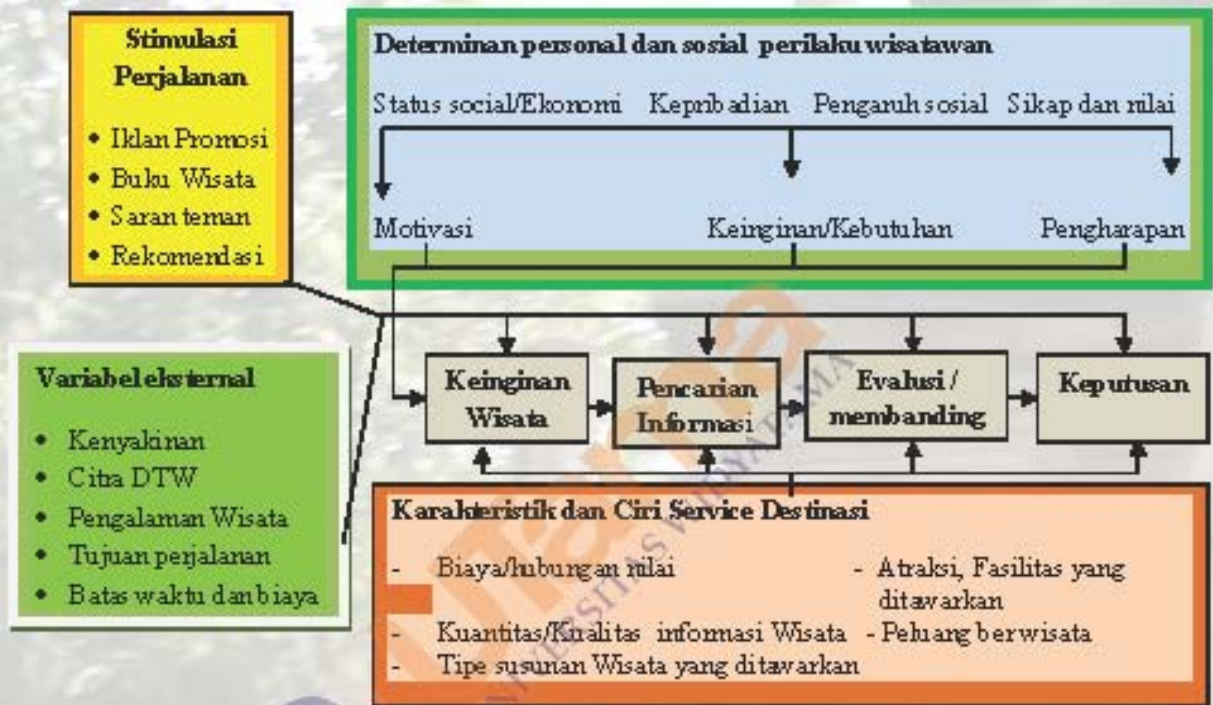 Stimulasi
Perjalanan
• Iklan Promosi
• Buku Wisata
• Saran teman
• Rekomendasi
Determinan personal dan sosial perilaku wisatawan
Status social/Ekonomi Kepribadian Pengaruh sosial Sikap dan nilai
Motivasi Keinginan/Kebutuhan Pengharapan
Variabel eksternal
• Kenyakinan
• Citra DTW
• Pengalaman Wisata
• Tujuan perjalanan
• Batas waktu dan biaya
Keinginan
Wisata
Pencarian
Informasi
Evalusi /
membanding
Keputusan
Karakteristik dan Ciri Service Destinasi
- Biaya/hubungan nilai
- Kuantitas/Kualitas informasi Wisata
- Tipe susunan Wisata yang ditawarkan
- Atraksi, Fasilitas yang
ditawarkan
- Peluang berwisata
Utama
UNIVERSITAS WIDYATAMA